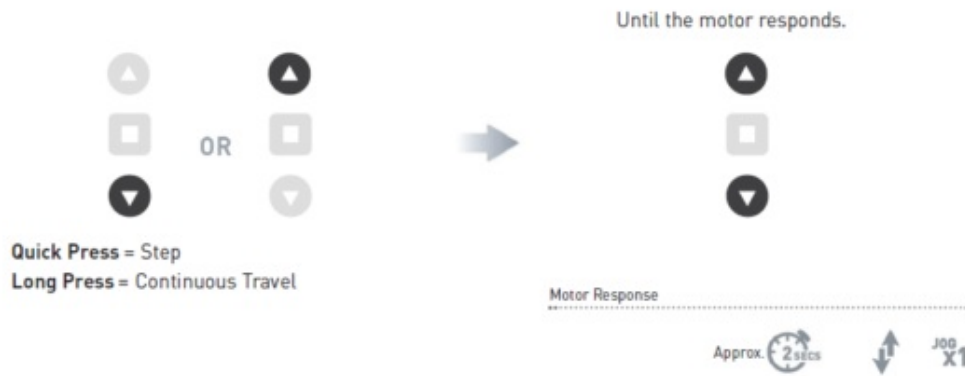 Until the motor responds.
OR
Quick Press = Step
Long Press = Continuous Travel
Motor Response
Approx. 2 SECS
JOG
X1